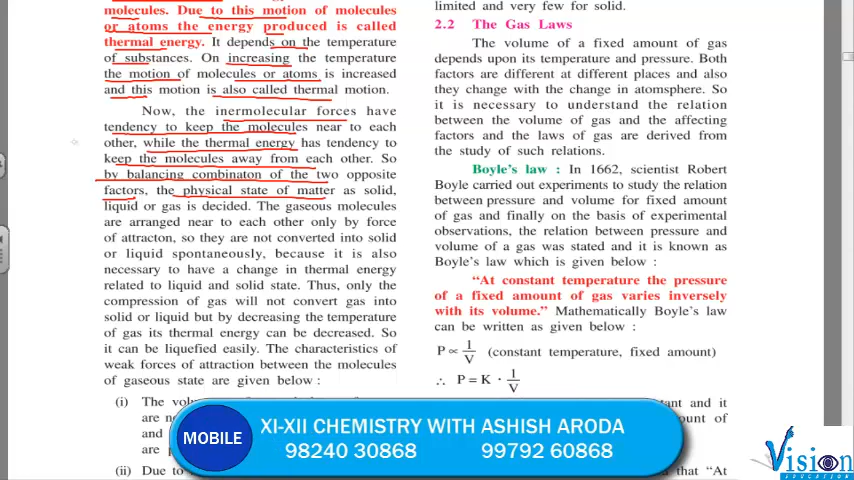 molecules. Due to this motion of molecules
or atoms the energy produced is called
thermal energy. It depends on the temperature
of substances. On increasing the temperature
the motion of molecules or atoms is increased
and this motion is also called thermal motion.
Now, the inermolecular forces have
tendency to keep the molecules near to each
other, while the thermal energy has tendency to
keep the molecules away from each other. So
by balancing combinaton of the two opposite
factors, the physical state of matter as solid,
liquid or gas is decided. The gaseous molecules
are arranged near to each other only by force
of attracton, so they are not converted into solid
or liquid spontaneously, because it is also
necessary to have a change in thermal energy
related to liquid and solid state. Thus, only the
compression of gas will not convert gas into
solid or liquid but by decreasing the temperature
of gas its thermal energy can be decreased. So
it can be liquefied easily. The characteristics of
weak forces of attraction between the molecules
of gaseous state are given below :
(i) The
are
and
are
(ii) Due to
limited and very few for solid.
2.2 The Gas Laws
The volume of a fixed amount of gas
depends upon its temperature and pressure. Both
factors are different at different places and also
they change with the change in atomsphere. So
it is necessary to understand the relation
between the volume of gas and the affecting
factors and the laws of gas are derived from
the study of such relations.
Boyle's law : In 1662, scientist Robert
Boyle carried out experiments to study the relation
between pressure and volume for fixed amount
of gas and finally on the basis of experimental
observations, the relation between pressure and
volume of a gas was stated and it is known as
Boyle's law which is given below :
"At constant temperature the pressure
of a fixed amount of gas varies inversely
with its volume." Mathematically Boyle's law
can be written as given below :
P ∝ 1/V (constant temperature, fixed amount)
∴ P = K · 1/V
and it
of
that "At
MOBILE
XI-XII CHEMISTRY WITH ASHISH ARODA
98240 30868 99792 60868
Vision
EDUCATION